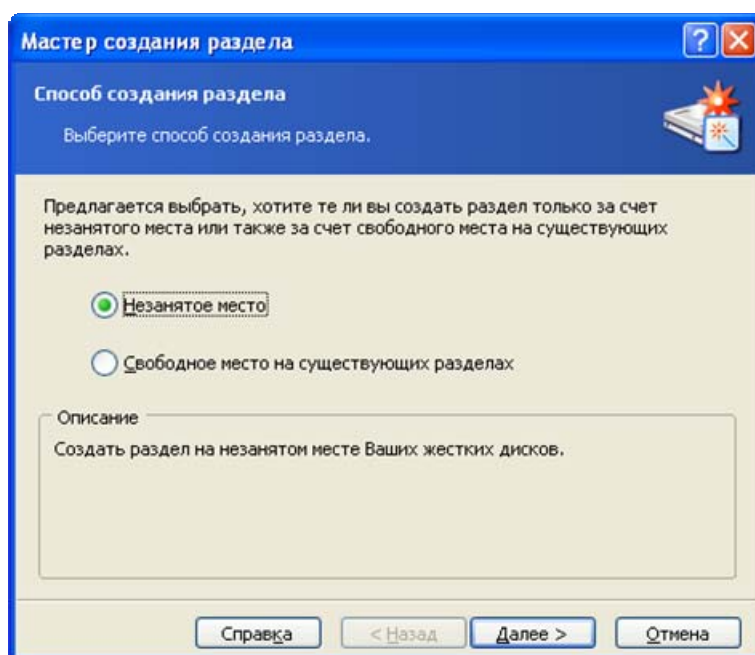 Мастер создания раздела
Способ создания раздела
Выберите способ создания раздела.
Предлагается выбрать, хотите те ли вы создать раздел только за счет
незанятого места или также за счет свободного места на существующих
разделах.
Незанятое место
Свободное место на существующих разделах
Описание
Создать раздел на незанятом месте Ваших жестких дисков.
Справка
< Назад
Далее >
Отмена